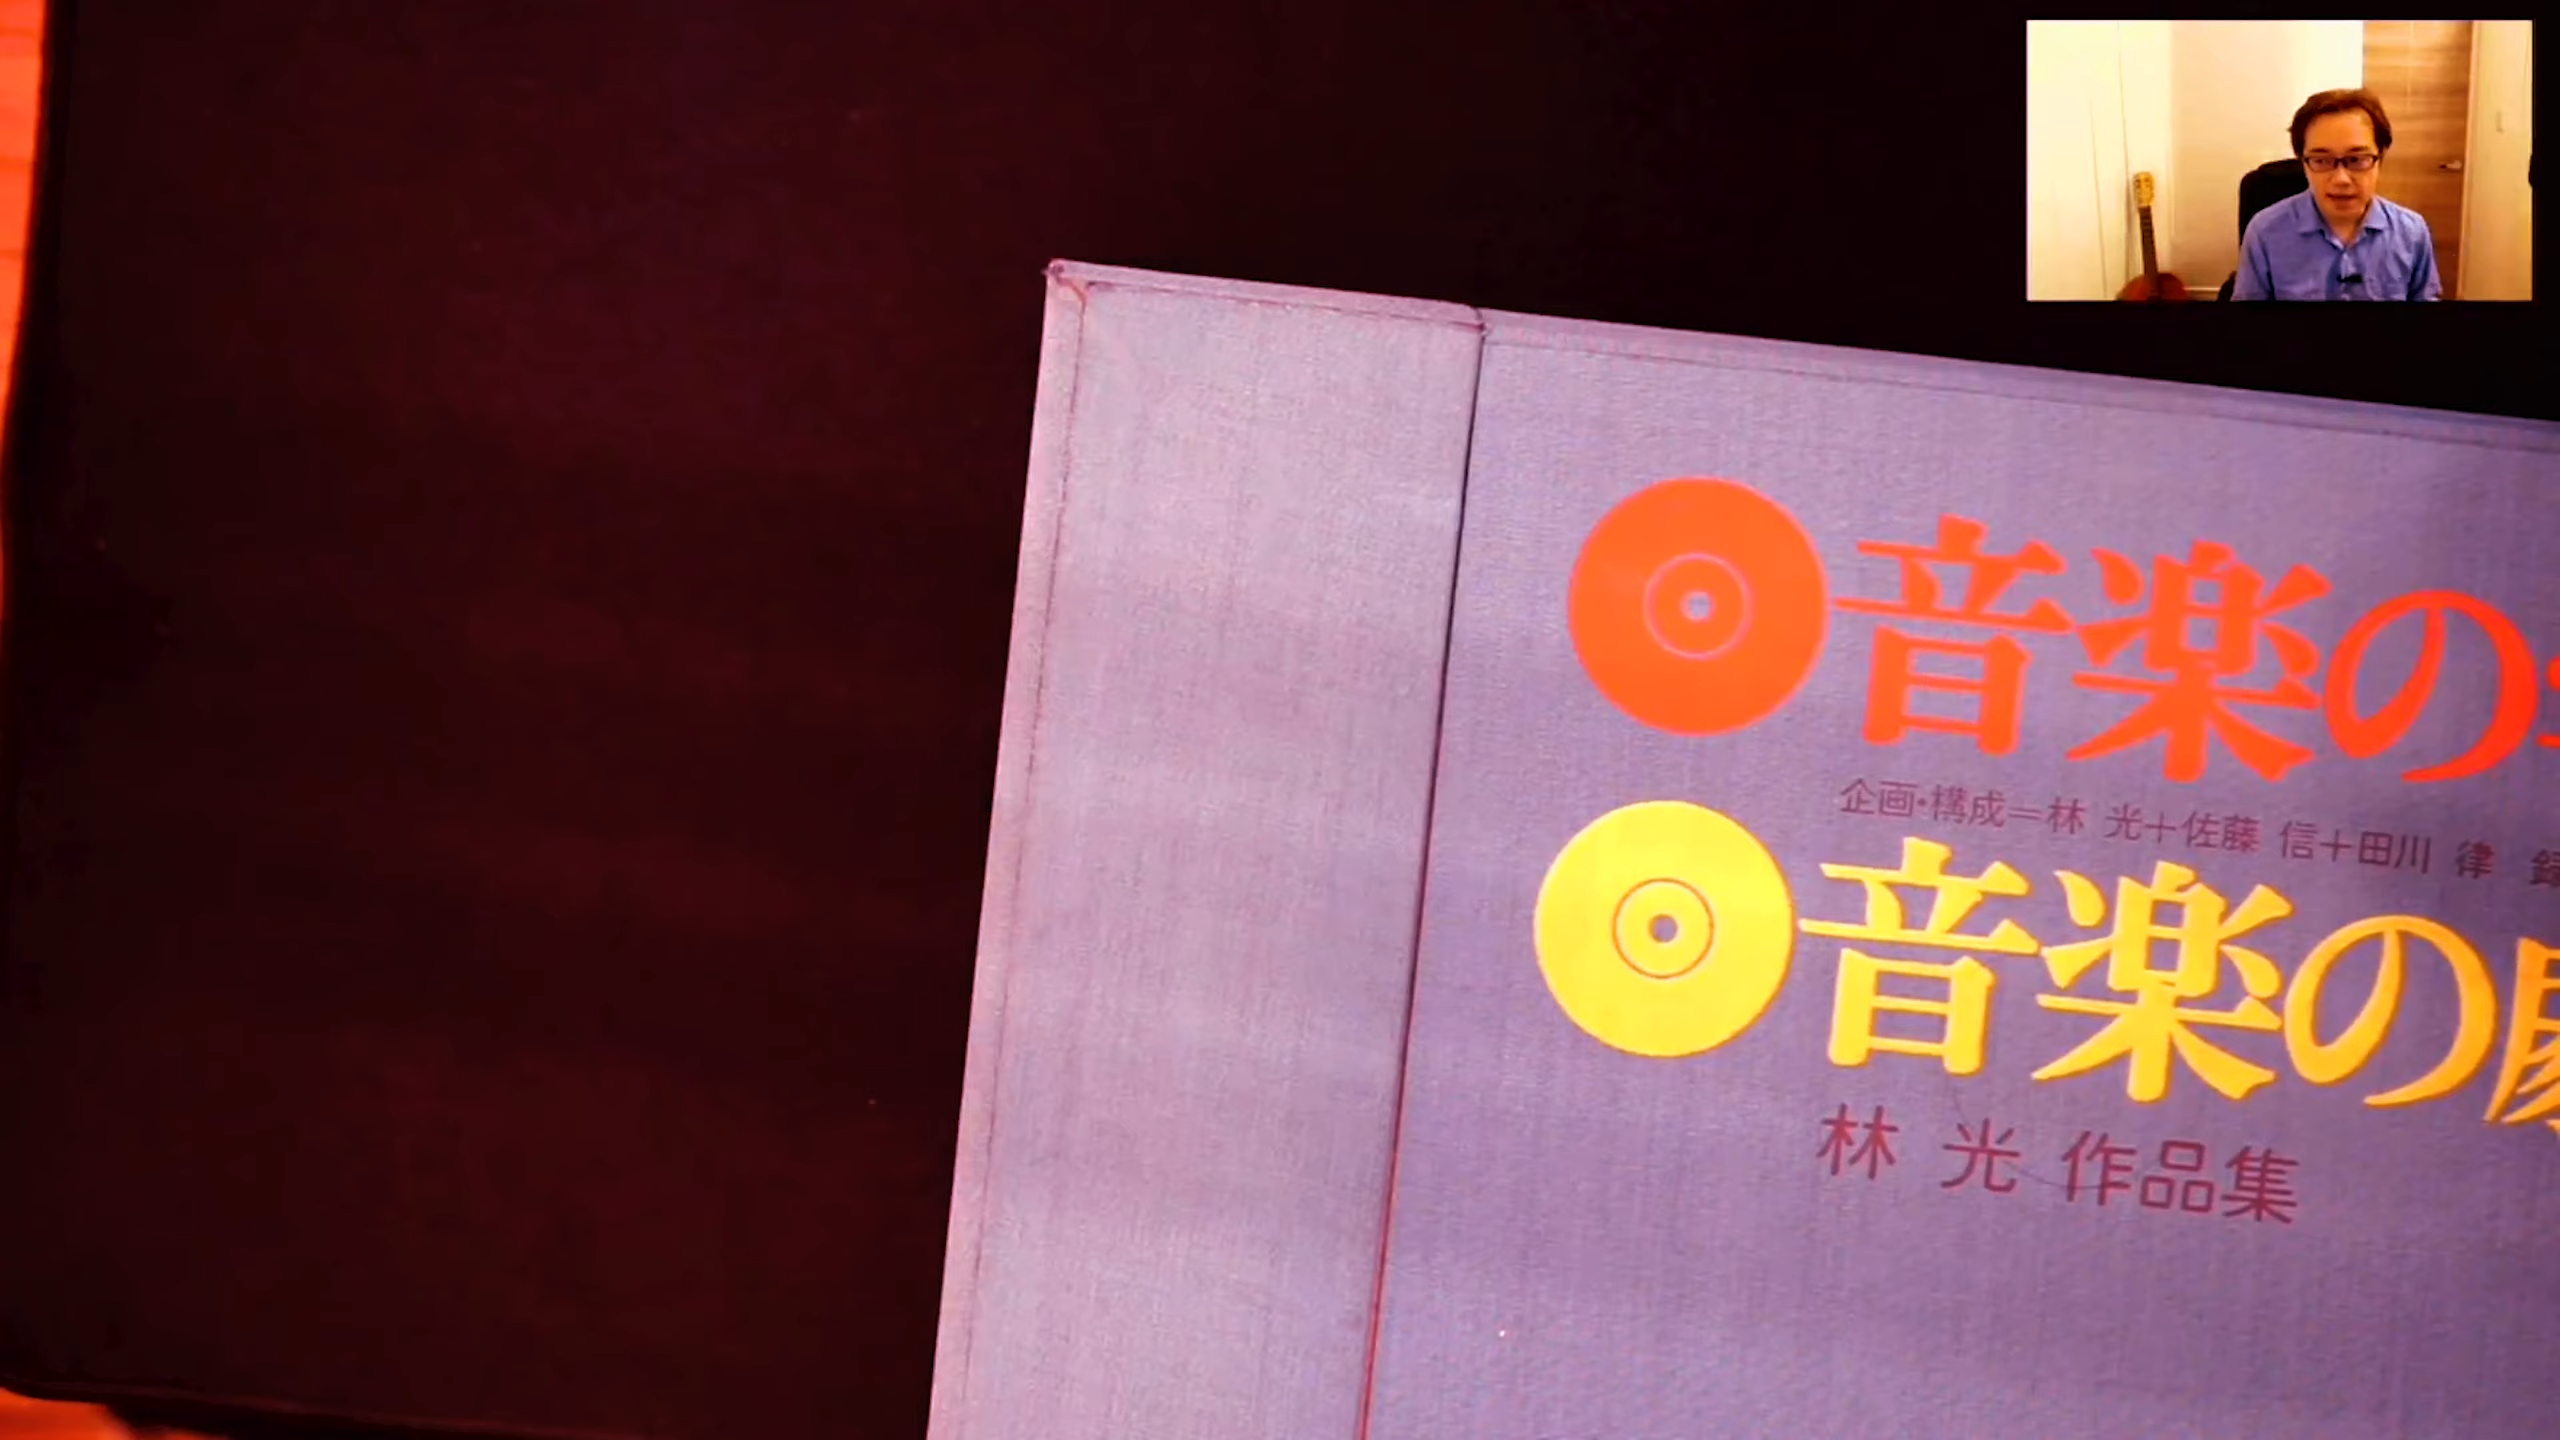 音楽の
企画・構成＝林 光＋佐藤 信＋田川 律 録
音楽の
林 光 作品集